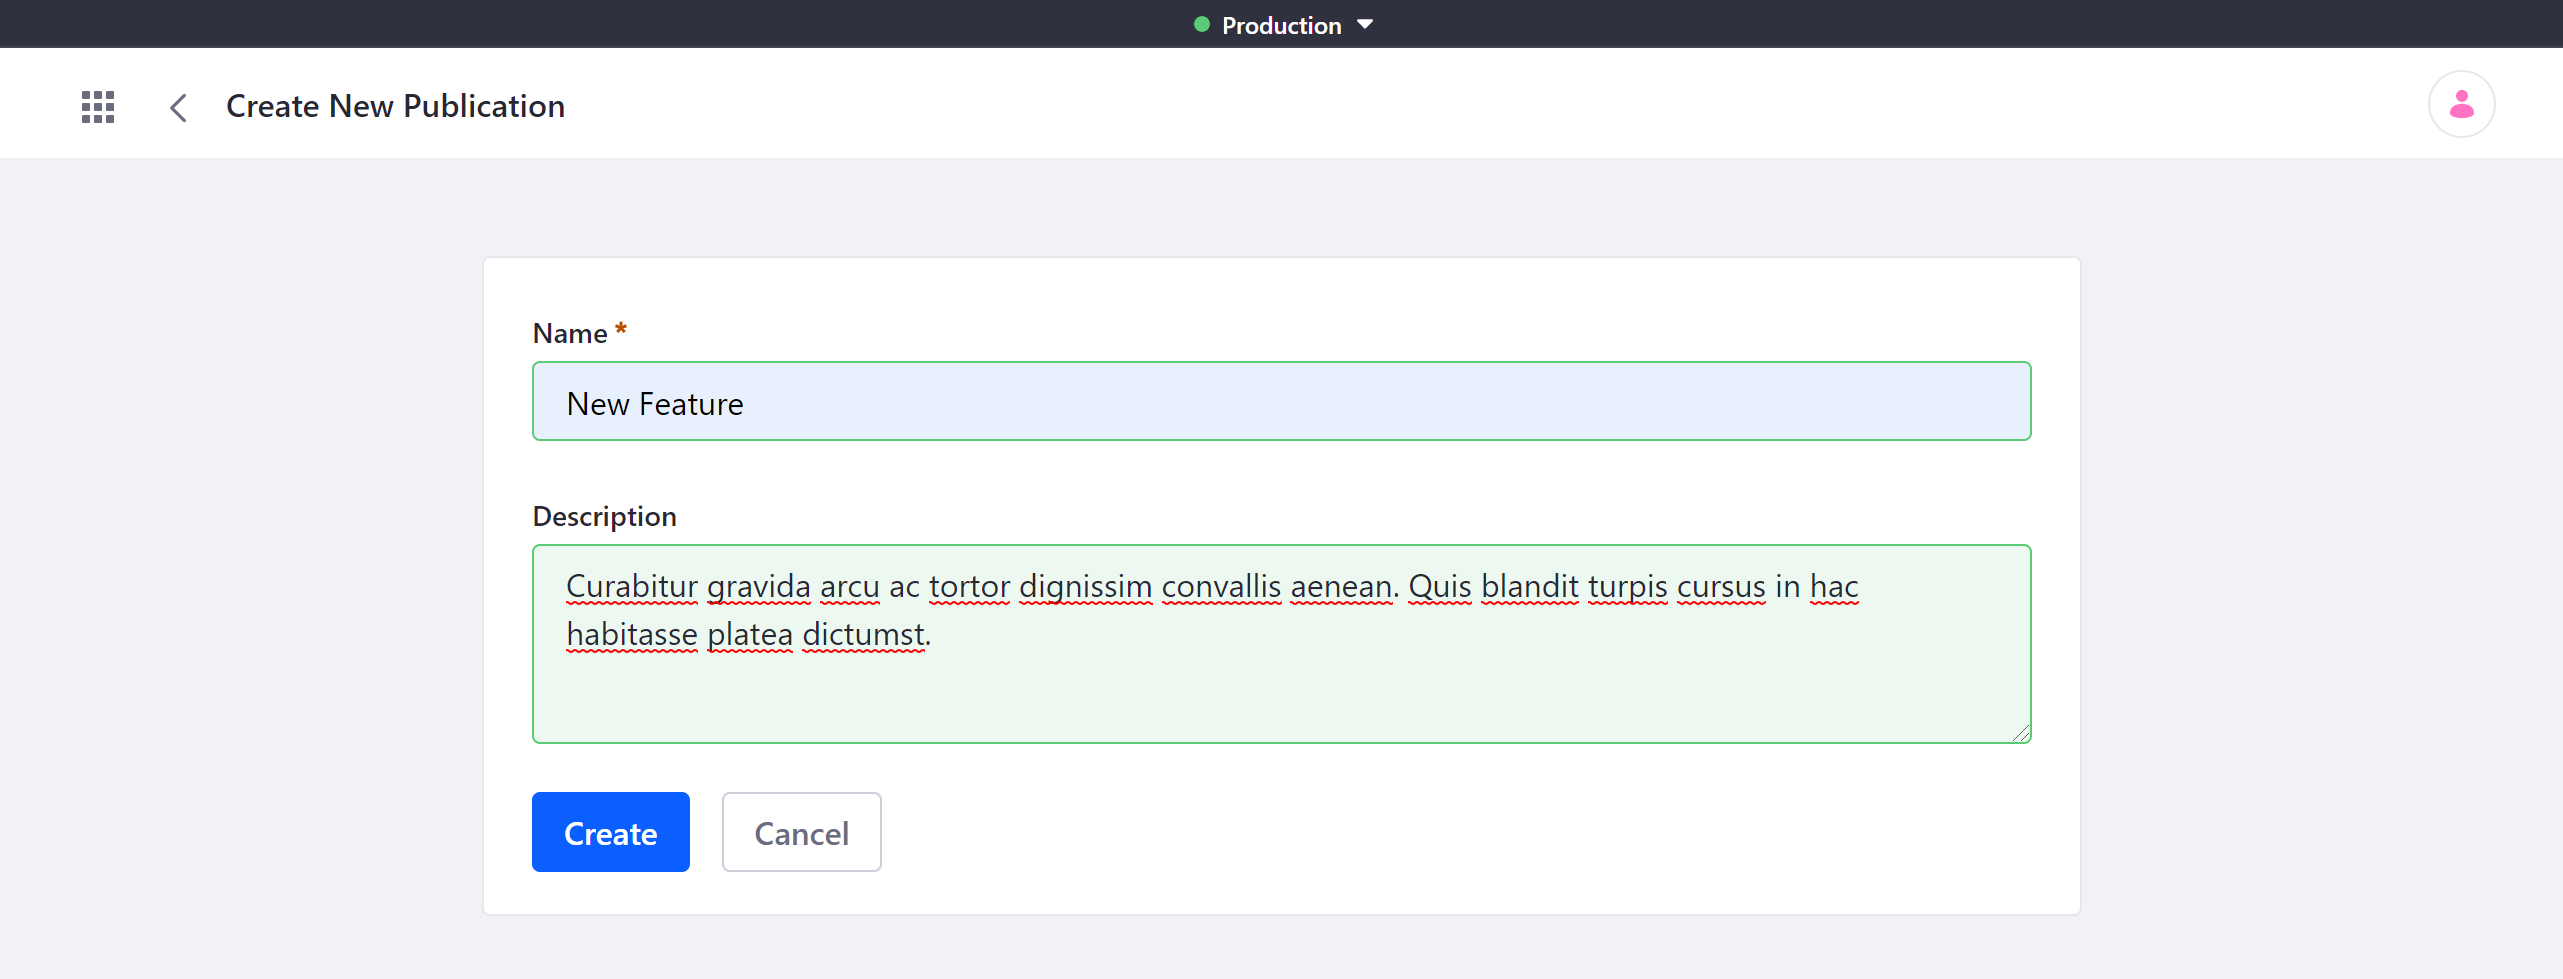 Production
Create New Publication
Name *
New Feature
Description
Curabitur gravida arcu ac tortor dignissim convallis aenean. Quis blandit turpis cursus in hac
habitasse platea dictumst.
Create
Cancel